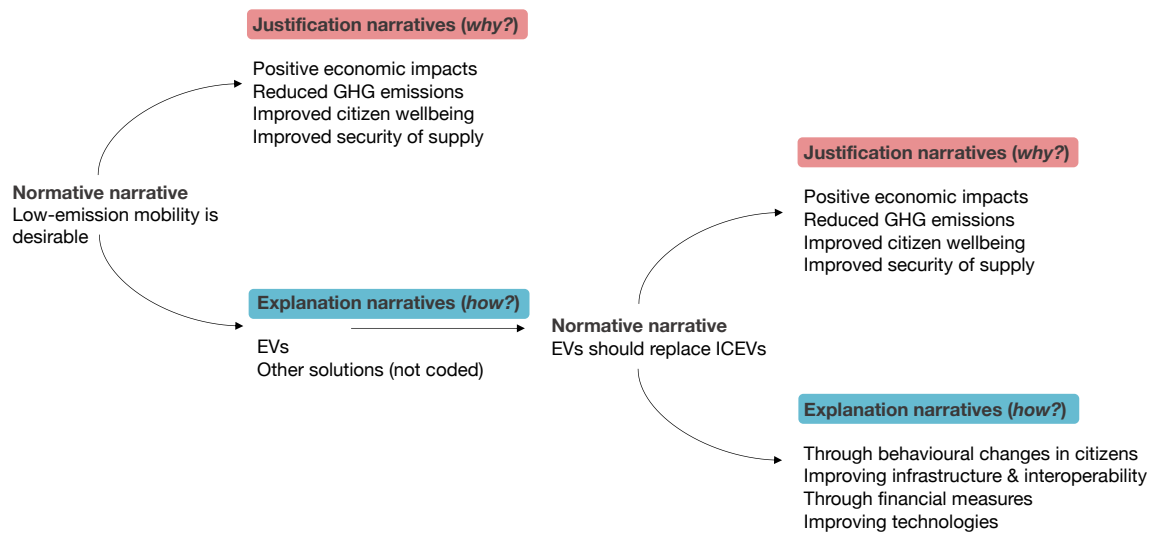 Justification narratives (why?)
Positive economic impacts
Reduced GHG emissions
Improved citizen wellbeing
Improved security of supply
Normative narrative
Low-emission mobility is
desirable
Explanation narratives (how?)
EVs
Other solutions (not coded)
Normative narrative
EVs should replace ICEVs
Justification narratives (why?)
Positive economic impacts
Reduced GHG emissions
Improved citizen wellbeing
Improved security of supply
Explanation narratives (how?)
Through behavioural changes in citizens
Improving infrastructure & interoperability
Through financial measures
Improving technologies